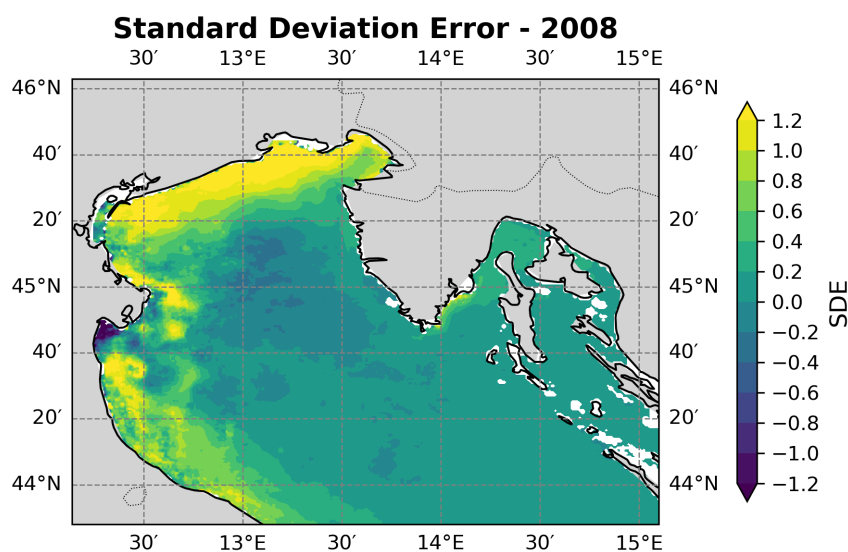 Standard Deviation Error - 2008
30′ 13°E 30′ 14°E 30′ 15°E
46°N 46°N
40′ 40′
20′ 20′
45°N 45°N
40′ 40′
20′ 20′
44°N 44°N
30′ 13°E 30′ 14°E 30′ 15°E
1.2
1.0
0.8
0.6
0.4
0.2
0.0
−0.2
−0.4
−0.6
−0.8
−1.0
−1.2
SDE